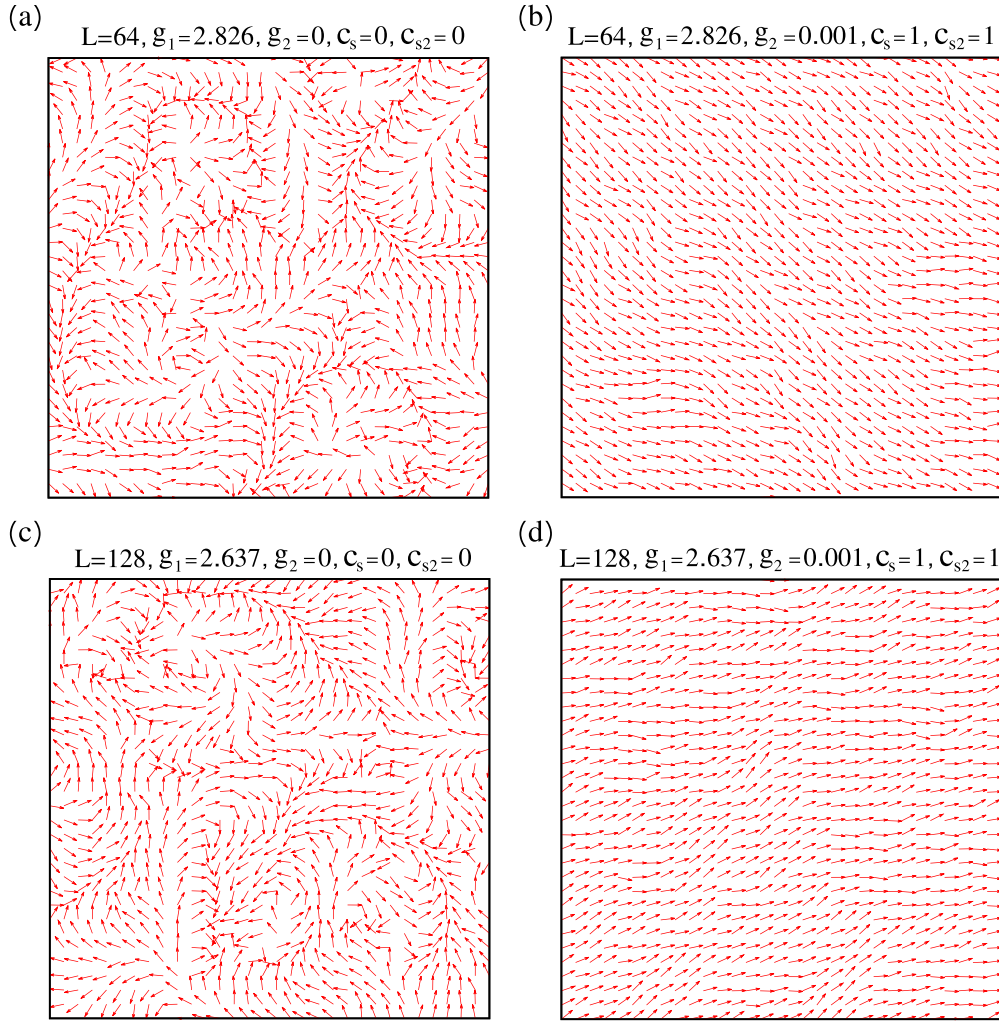 (a)
L=64, g₁=2.826, g₂=0, cₛ=0, cₛ₂=0
(b)
L=64, g₁=2.826, g₂=0.001, cₛ=1, cₛ₂=1
(c)
L=128, g₁=2.637, g₂=0, cₛ=0, cₛ₂=0
(d)
L=128, g₁=2.637, g₂=0.001, cₛ=1, cₛ₂=1